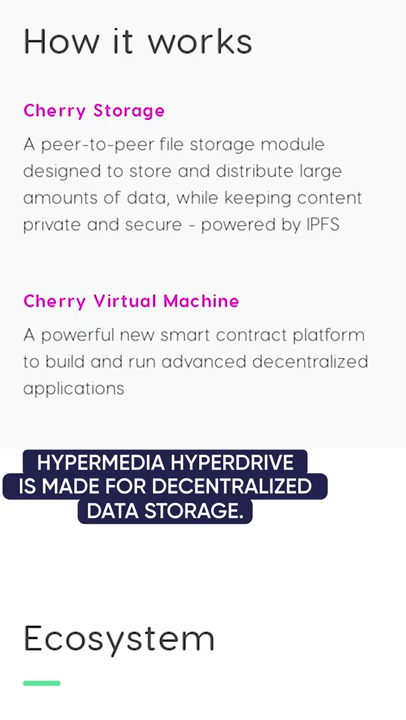 How it works
Cherry Storage
A peer-to-peer file storage module
designed to store and distribute large
amounts of data, while keeping content
private and secure - powered by IPFS
Cherry Virtual Machine
A powerful new smart contract platform
to build and run advanced decentralized
applications
HYPERMEDIA HYPERDRIVE
IS MADE FOR DECENTRALIZED
DATA STORAGE.
Ecosystem